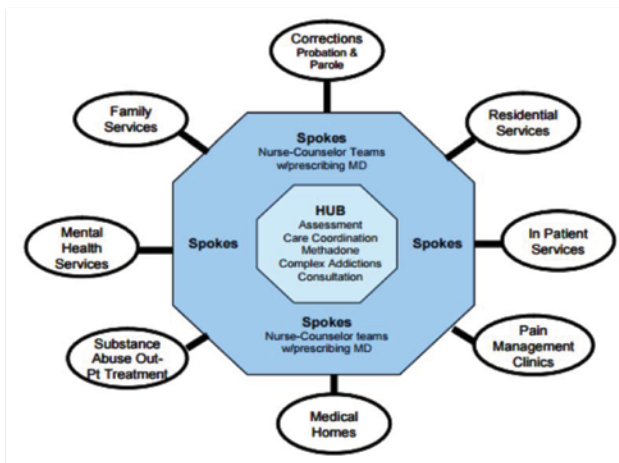 Corrections
Probation &
Parole
Family
Services
Residential
Services
Spokes
Nurse-Counselor Teams
w/prescribing MD
HUB
Assessment
Care Coordination
Methadone
Complex Addictions
Consultation
Mental
Health
Services
Spokes
Spokes
In Patient
Services
Spokes
Nurse-Counselor teams
w/prescribing MD
Substance
Abuse Out-
Pt Treatment
Pain
Management
Clinics
Medical
Homes